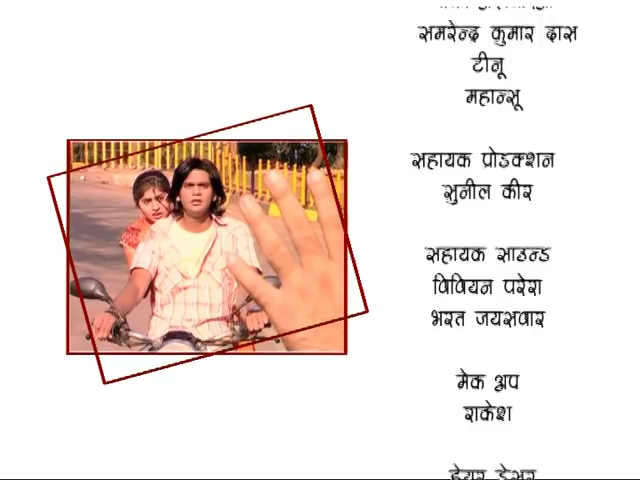 समरेन्द्र कुमार दास
टीनू
महान्सू
सहायक प्रोडक्शन
सुनील कीर
सहायक साउन्ड
विवियन परेरा
भरत जयसवार
मेक अप
राकेश